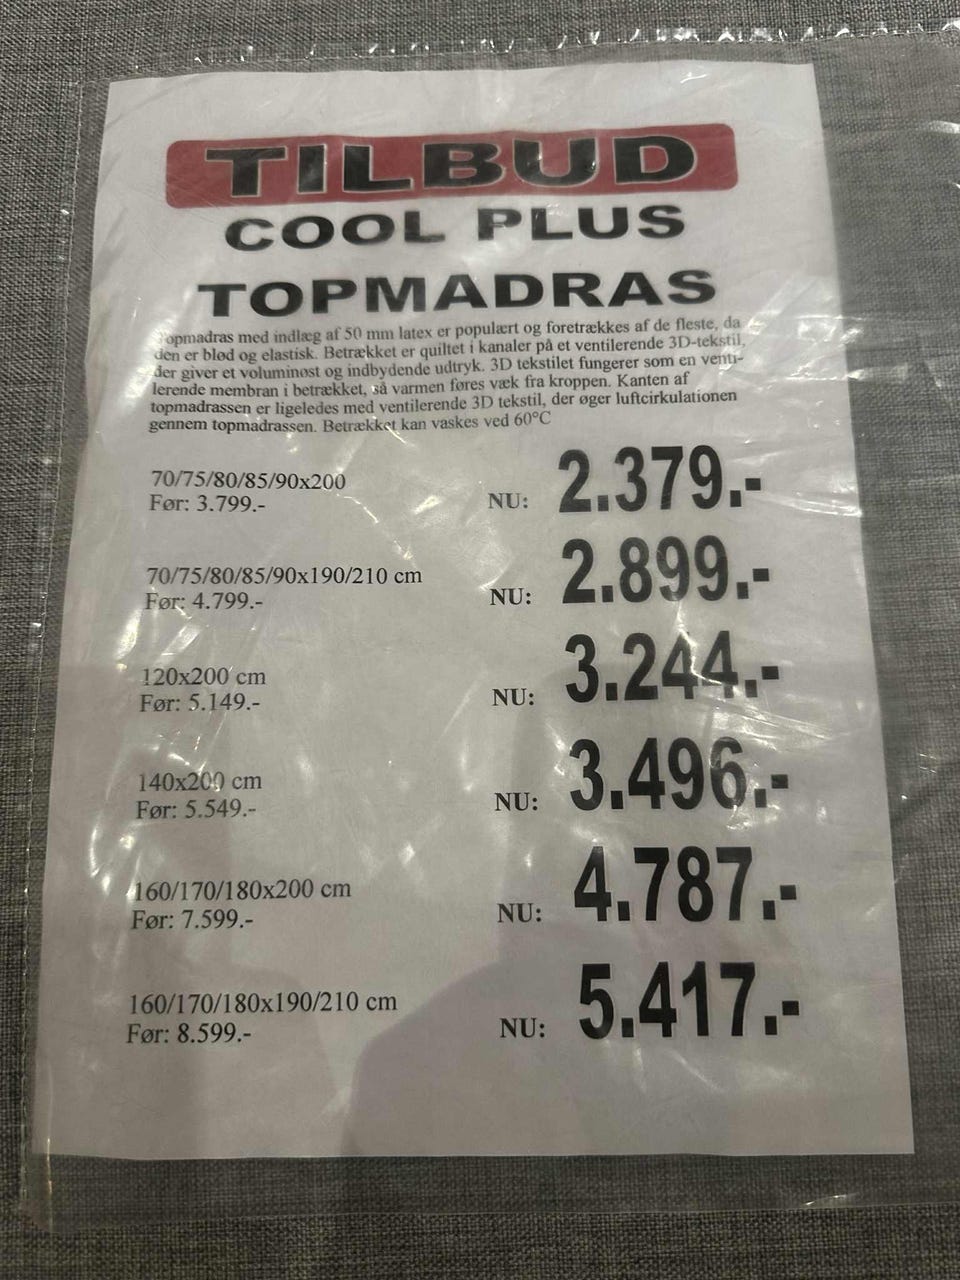 TILBUD
COOL PLUS
TOPMADRAS
Topmadras med indlæg af 50 mm latex er populært og foretrækkes af de fleste, da
den er blød og elastisk. Betrækket er quiltet i kanaler på et ventilerende 3D-tekstil,
der giver et voluminøst og indbydende udtryk. 3D tekstilet fungerer som en venti-
lerende membran i betrækket, så varmen føres væk fra kroppen. Kanten af
topmadrassen er ligeledes med ventilerende 3D tekstil, der øger luftcirkulationen
gennem topmadrassen. Betrækket kan vaskes ved 60°C
70/75/80/85/90x200
Før: 3.799.-
NU: 2.379.-
70/75/80/85/90x190/210 cm
Før: 4.799.-
NU: 2.899.-
120x200 cm
Før: 5.149.-
NU: 3.244.-
140x200 cm
Før: 5.549.-
NU: 3.496.-
160/170/180x200 cm
Før: 7.599.-
NU: 4.787.-
160/170/180x190/210 cm
Før: 8.599.-
NU: 5.417.-